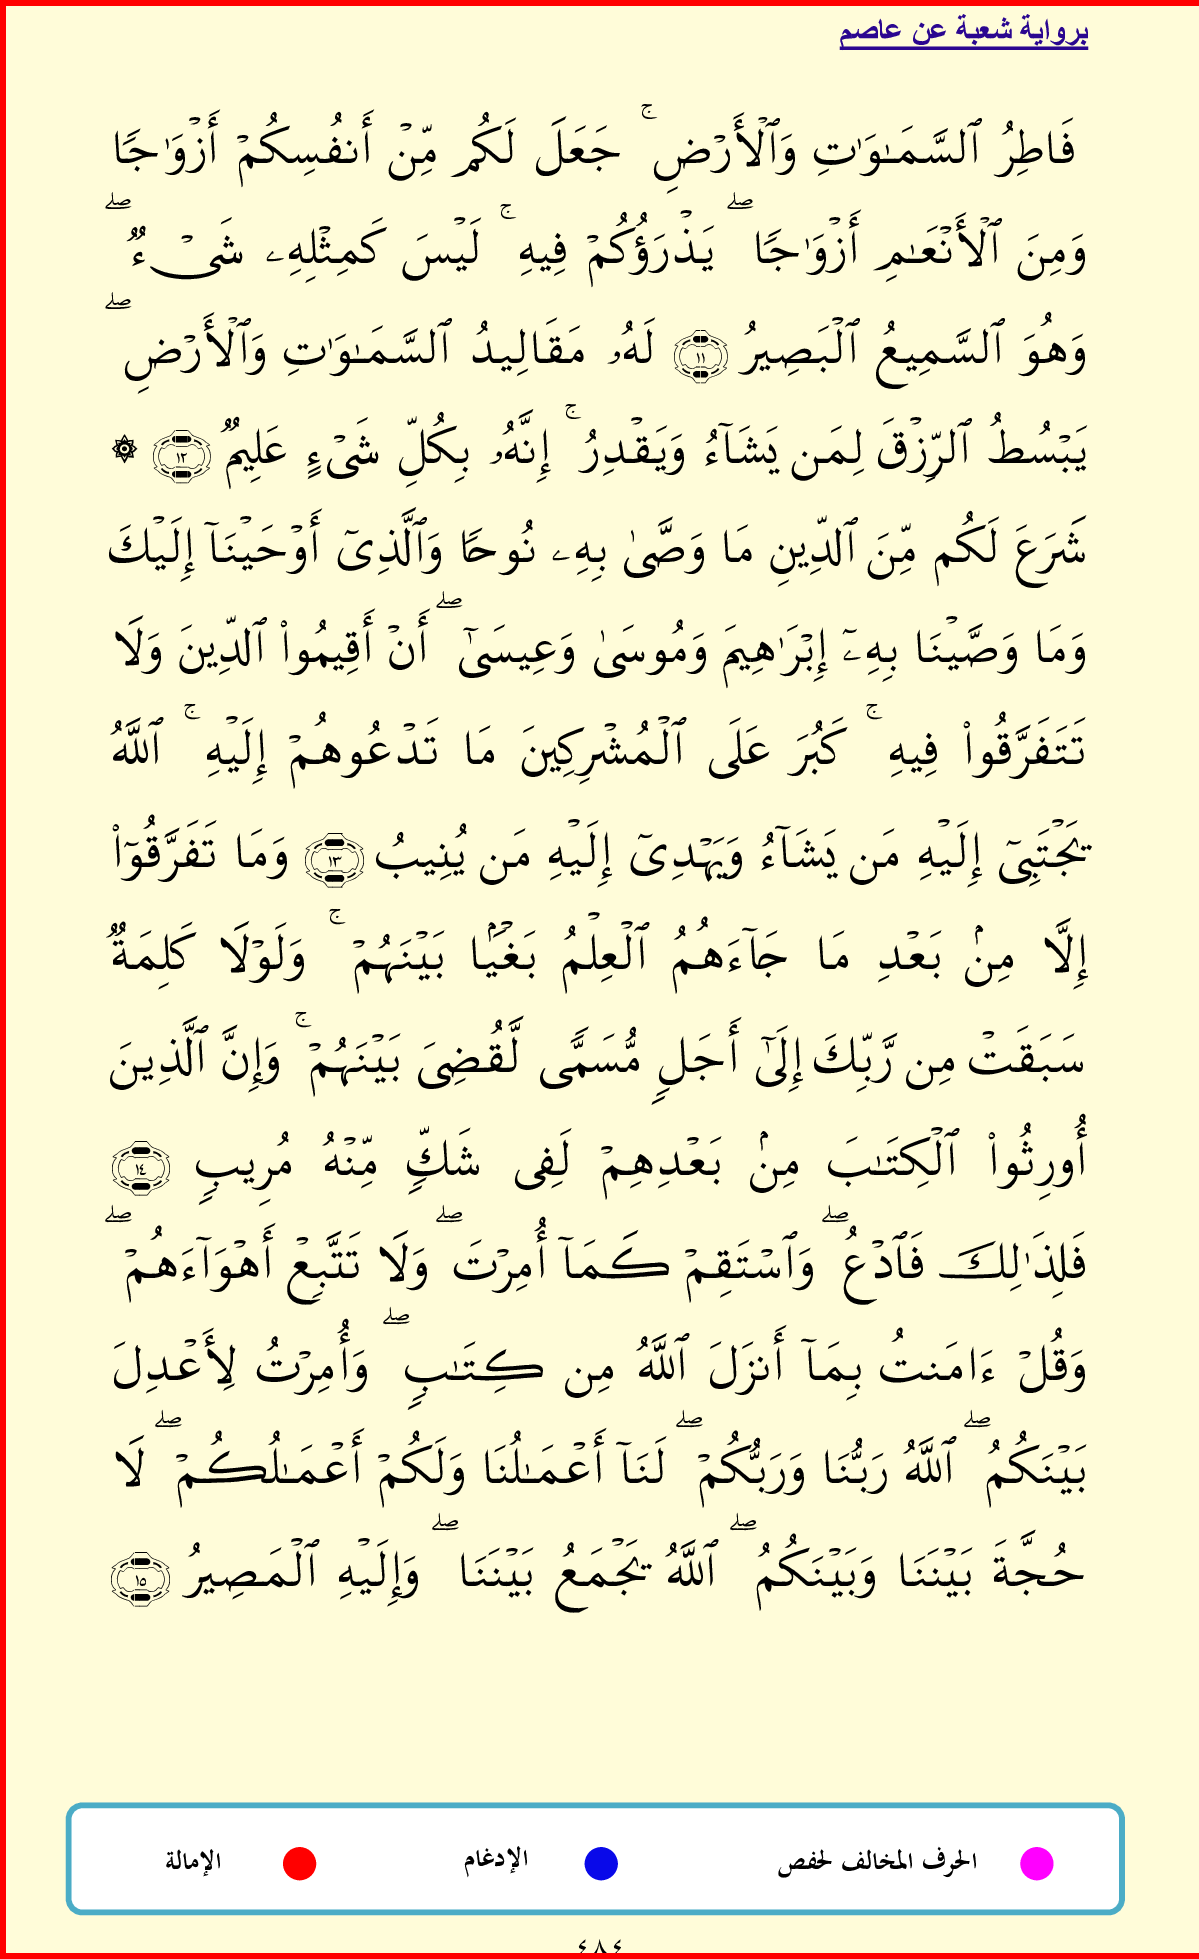 برواية شعبة عن عاصم
فَاطِرُ ٱلسَّمَـٰوَٰتِ وَٱلْأَرْضِ ۚ جَعَلَ لَكُم مِّنْ أَنفُسِكُمْ أَزْوَٰجًا
وَمِنَ ٱلْأَنْعَـٰمِ أَزْوَٰجًا ۖ يَذْرَؤُكُمْ فِيهِ ۚ لَيْسَ كَمِثْلِهِۦ شَىْءٌ ۖ
وَهُوَ ٱلسَّمِيعُ ٱلْبَصِيرُ ١١ لَهُۥ مَقَالِيدُ ٱلسَّمَـٰوَٰتِ وَٱلْأَرْضِ ۖ
يَبْسُطُ ٱلرِّزْقَ لِمَن يَشَآءُ وَيَقْدِرُ ۚ إِنَّهُۥ بِكُلِّ شَىْءٍ عَلِيمٌ ١٢ ۞
شَرَعَ لَكُم مِّنَ ٱلدِّينِ مَا وَصَّىٰ بِهِۦ نُوحًا وَٱلَّذِىٓ أَوْحَيْنَآ إِلَيْكَ
وَمَا وَصَّيْنَا بِهِۦٓ إِبْرَٰهِيمَ وَمُوسَىٰ وَعِيسَىٰٓ ۖ أَنْ أَقِيمُوا۟ ٱلدِّينَ وَلَا
تَتَفَرَّقُوا۟ فِيهِ ۚ كَبُرَ عَلَى ٱلْمُشْرِكِينَ مَا تَدْعُوهُمْ إِلَيْهِ ۚ ٱللَّهُ
يَجْتَبِىٓ إِلَيْهِ مَن يَشَآءُ وَيَهْدِىٓ إِلَيْهِ مَن يُنِيبُ ١٣ وَمَا تَفَرَّقُوٓا۟
إِلَّا مِنۢ بَعْدِ مَا جَآءَهُمُ ٱلْعِلْمُ بَغْيًۢا بَيْنَهُمْ ۚ وَلَوْلَا كَلِمَةٌ
سَبَقَتْ مِن رَّبِّكَ إِلَىٰٓ أَجَلٍ مُّسَمًّى لَّقُضِىَ بَيْنَهُمْ ۚ وَإِنَّ ٱلَّذِينَ
أُورِثُوا۟ ٱلْكِتَـٰبَ مِنۢ بَعْدِهِمْ لَفِى شَكٍّ مِّنْهُ مُرِيبٍ ١٤
فَلِذَٰلِكَ فَٱدْعُ ۖ وَٱسْتَقِمْ كَمَآ أُمِرْتَ ۖ وَلَا تَتَّبِعْ أَهْوَآءَهُمْ ۖ
وَقُلْ ءَامَنتُ بِمَآ أَنزَلَ ٱللَّهُ مِن كِتَـٰبٍ ۖ وَأُمِرْتُ لِأَعْدِلَ
بَيْنَكُمُ ۖ ٱللَّهُ رَبُّنَا وَرَبُّكُمْ ۖ لَنَآ أَعْمَـٰلُنَا وَلَكُمْ أَعْمَـٰلُكُمْ ۖ لَا
حُجَّةَ بَيْنَنَا وَبَيْنَكُمُ ۖ ٱللَّهُ يَجْمَعُ بَيْنَنَا ۖ وَإِلَيْهِ ٱلْمَصِيرُ ١٥
الحرف المخالف لحفص الإدغام الإمالة
٤٨٤